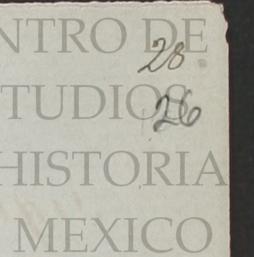 NTRO DE
28
TUDIOS
26
HISTORIA
MEXICO